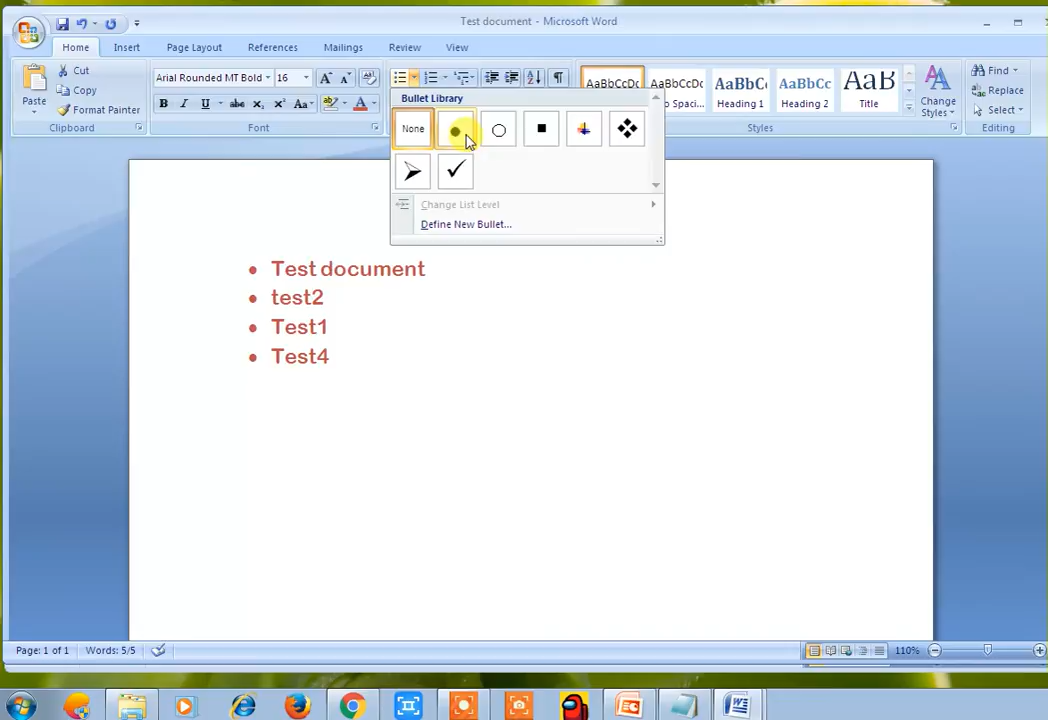 Test document - Microsoft Word
Home Insert Page Layout References Mailings Review View
Cut
Copy
Format Painter
Paste
Clipboard
Arial Rounded MT Bold 16
Font
AaBbCcDc AaBbCcDc AaBbCc AaBbCc AaB
Heading 1 Heading 2 Title
Change Styles
Styles
Find
Replace
Select
Editing
Bullet Library
None
Change List Level
Define New Bullet...
• Test document
• test2
• Test1
• Test4
Page: 1 of 1 Words: 5/5 110%